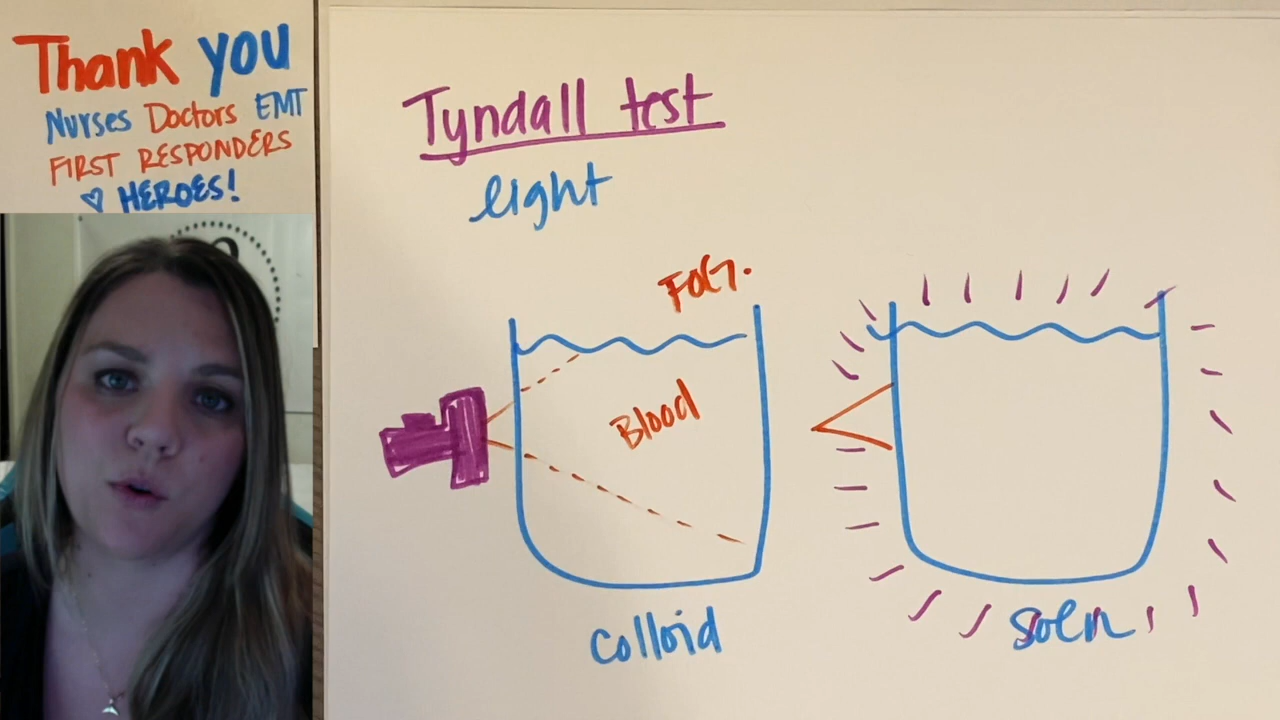 Thank you
Nurses Doctors EMT
FIRST RESPONDERS
♡ HEROES!
Tyndall test
light
FOG.
Blood
colloid
soln